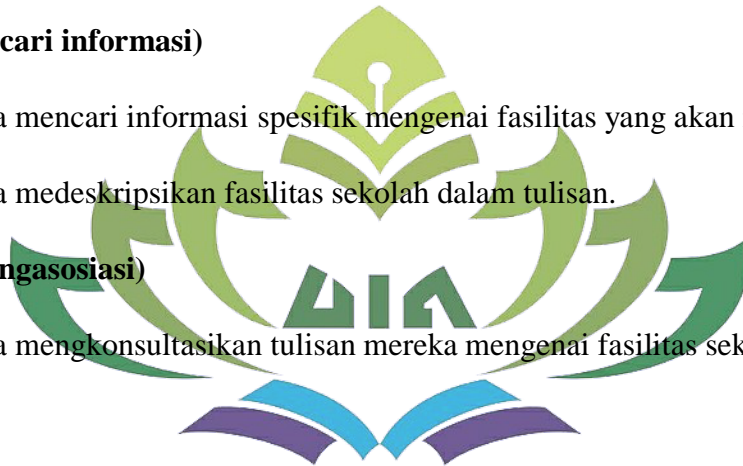 cari informasi)
a mencari informasi spesifik mengenai fasilitas yang akan
a medeskripsikan fasilitas sekolah dalam tulisan.
ngasosiasi)
UIN
a mengkonsultasikan tulisan mereka mengenai fasilitas sek